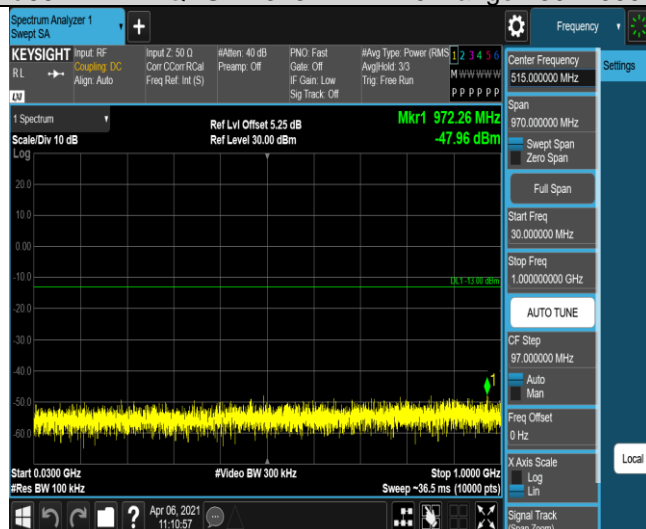 Spectrum Analyzer 1
Swept SA
Frequency
KEYSIGHT
RL
Input: RF
Coupling: DC
Align: Auto
Input Z: 50 Ω
Corr CCorr RCal
Freq Ref: Int (S)
#Atten: 40 dB
Preamp: Off
PNO: Fast
Gate: Off
IF Gain: Low
Sig Track: Off
#Avg Type: Power (RMS
Avg|Hold: 3/3
Trig: Free Run
1 2 3 4 5 6
M W W W W W
P P P P P P
LXI
1 Spectrum
Scale/Div 10 dB
Ref Lvl Offset 5.25 dB
Ref Level 30.00 dBm
Mkr1 972.26 MHz
-47.96 dBm
Log
20.0
10.0
0.00
-10.0
DL1 -13.00 dBm
-20.0
-30.0
-40.0
1
-50.0
-60.0
Start 0.0300 GHz
#Video BW 300 kHz
Stop 1.0000 GHz
#Res BW 100 kHz
Sweep ~36.5 ms (10000 pts)
Apr 06, 2021
11:10:57
Center Frequency
515.000000 MHz
Settings
Span
970.000000 MHz
Swept Span
Zero Span
Full Span
Start Freq
30.000000 MHz
Stop Freq
1.000000000 GHz
AUTO TUNE
CF Step
97.000000 MHz
Auto
Man
Freq Offset
0 Hz
X Axis Scale
Log
Lin
Local
Signal Track
(Span Zoom)